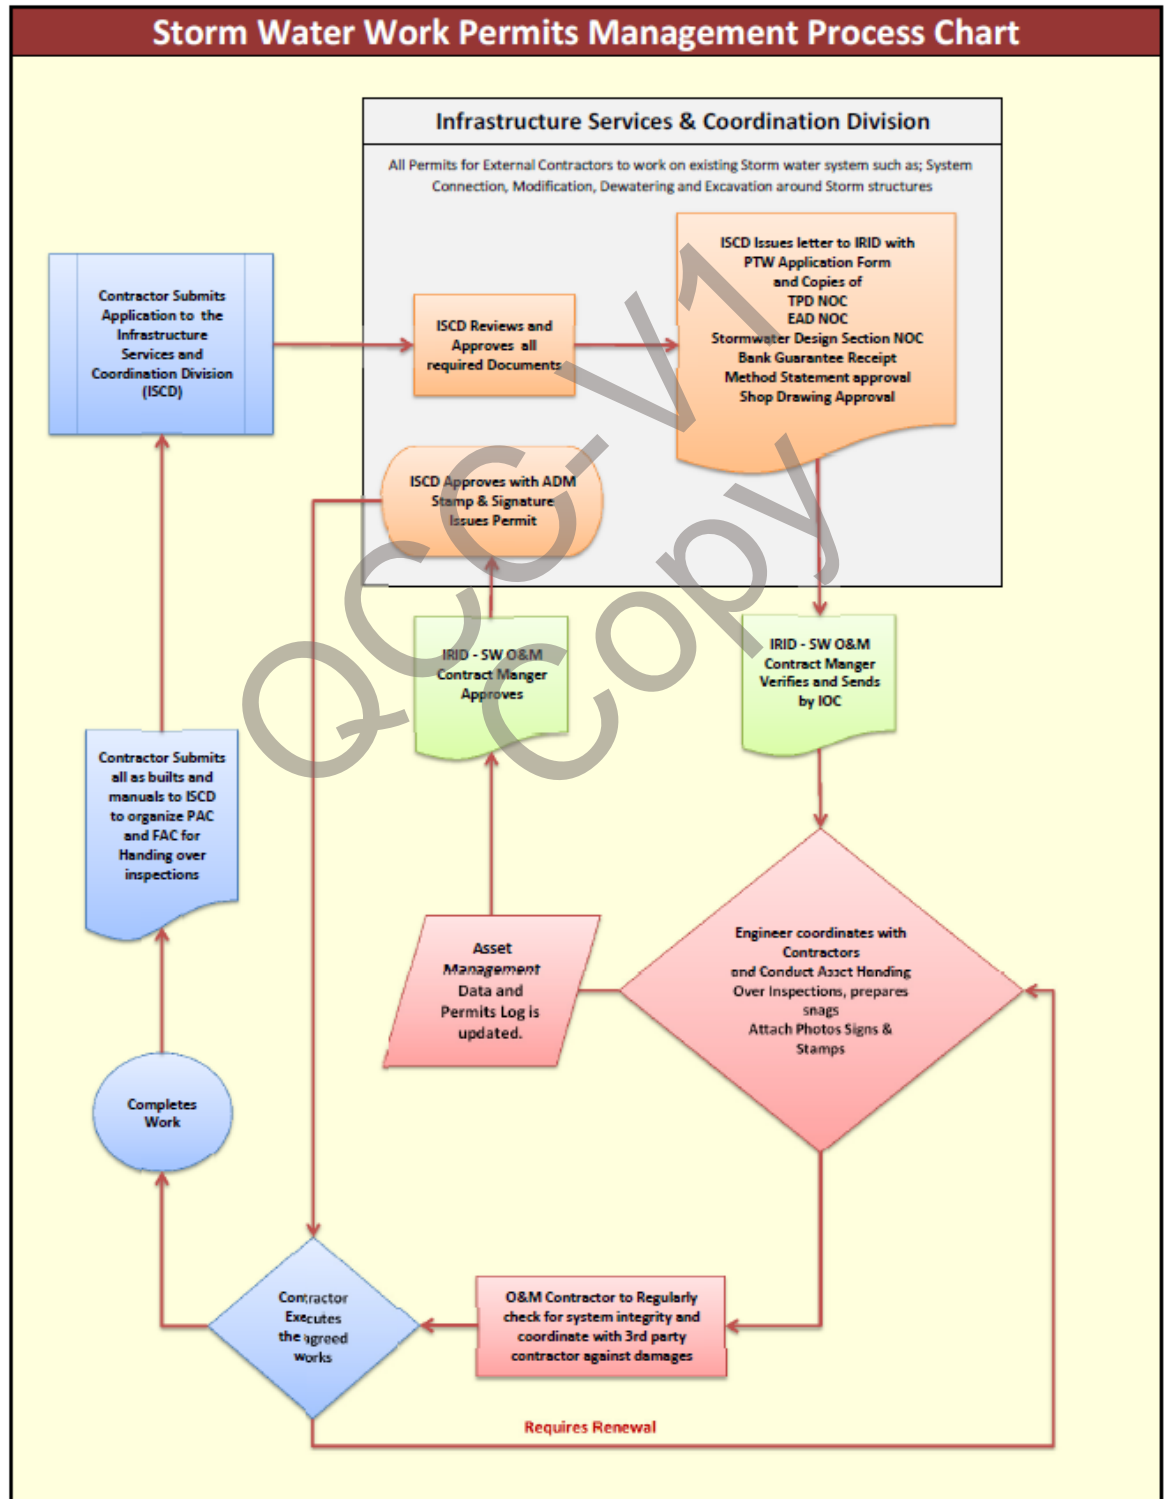 Storm Water Work Permits Management Process Chart
Infrastructure Services & Coordination Division
All Permits for External Contractors to work on existing Storm water system such as; System
Connection, Modification, Dewatering and Excavation around Storm structures
Contractor Submits
Application to the
Infrastructure
Services and
Coordination Division
(ISCD)
ISCD Reviews and
Approves all
required Documents
ISCD Issues letter to IRID with
PTW Application Form
and Copies of
TPD NOC
EAD NOC
Stormwater Design Section NOC
Bank Guarantee Receipt
Method Statement approval
Shop Drawing Approval
ISCD Approves with ADM
Stamp & Signature
Issues Permit
IRID - SW O&M
Contract Manger
Approves
IRID - SW O&M
Contract Manger
Verifies and Sends
by IOC
Contractor Submits
all as builts and
manuals to ISCD
to organize PAC
and FAC for
Handing over
inspections
Asset
Management
Data and
Permits Log is
updated.
Engineer coordinates with
Contractors
and Conduct Asset Handing
Over Inspections, prepares
snags
Attach Photos Signs &
Stamps
Completes
Work
Contractor
Executes
the agreed
works
O&M Contractor to Regularly
check for system integrity and
coordinate with 3rd party
contractor against damages
Requires Renewal
QCC-V1
Copy